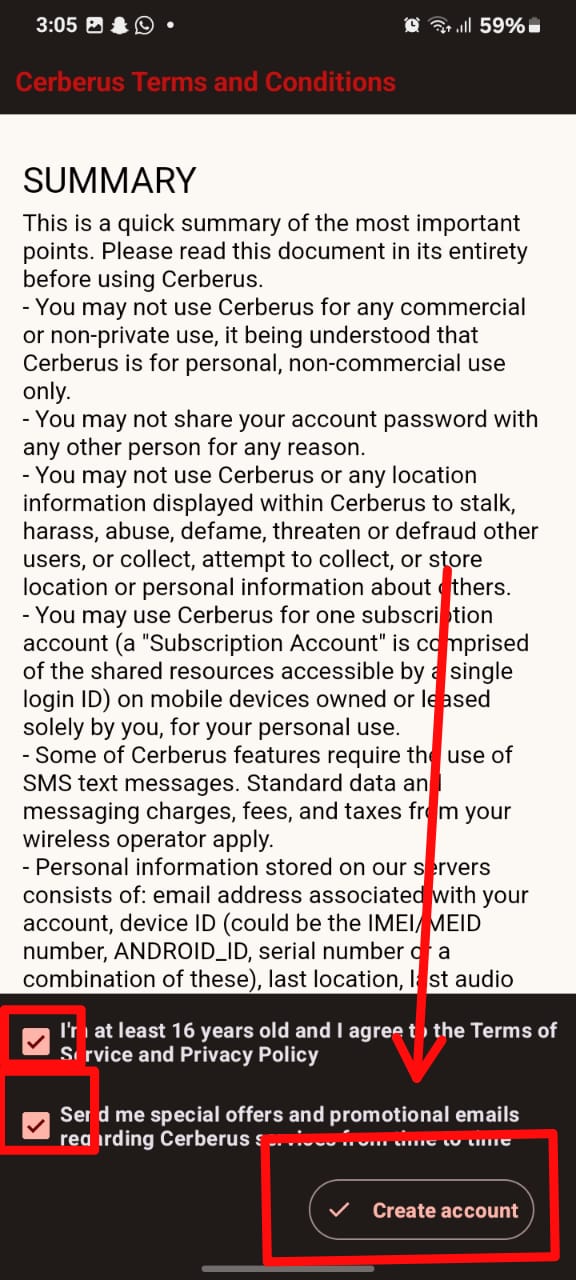 3:05
59%
Cerberus Terms and Conditions
SUMMARY
This is a quick summary of the most important
points. Please read this document in its entirety
before using Cerberus.
- You may not use Cerberus for any commercial
or non-private use, it being understood that
Cerberus is for personal, non-commercial use
only.
- You may not share your account password with
any other person for any reason.
- You may not use Cerberus or any location
information displayed within Cerberus to stalk,
harass, abuse, defame, threaten or defraud other
users, or collect, attempt to collect, or store
location or personal information about others.
- You may use Cerberus for one subscription
account (a "Subscription Account" is comprised
of the shared resources accessible by a single
login ID) on mobile devices owned or leased
solely by you, for your personal use.
- Some of Cerberus features require the use of
SMS text messages. Standard data and
messaging charges, fees, and taxes from your
wireless operator apply.
- Personal information stored on our servers
consists of: email address associated with your
account, device ID (could be the IMEI/MEID
number, ANDROID_ID, serial number or a
combination of these), last location, last audio
I'm at least 16 years old and I agree to the Terms of
Service and Privacy Policy
Send me special offers and promotional emails
regarding Cerberus services from time to time
Create account